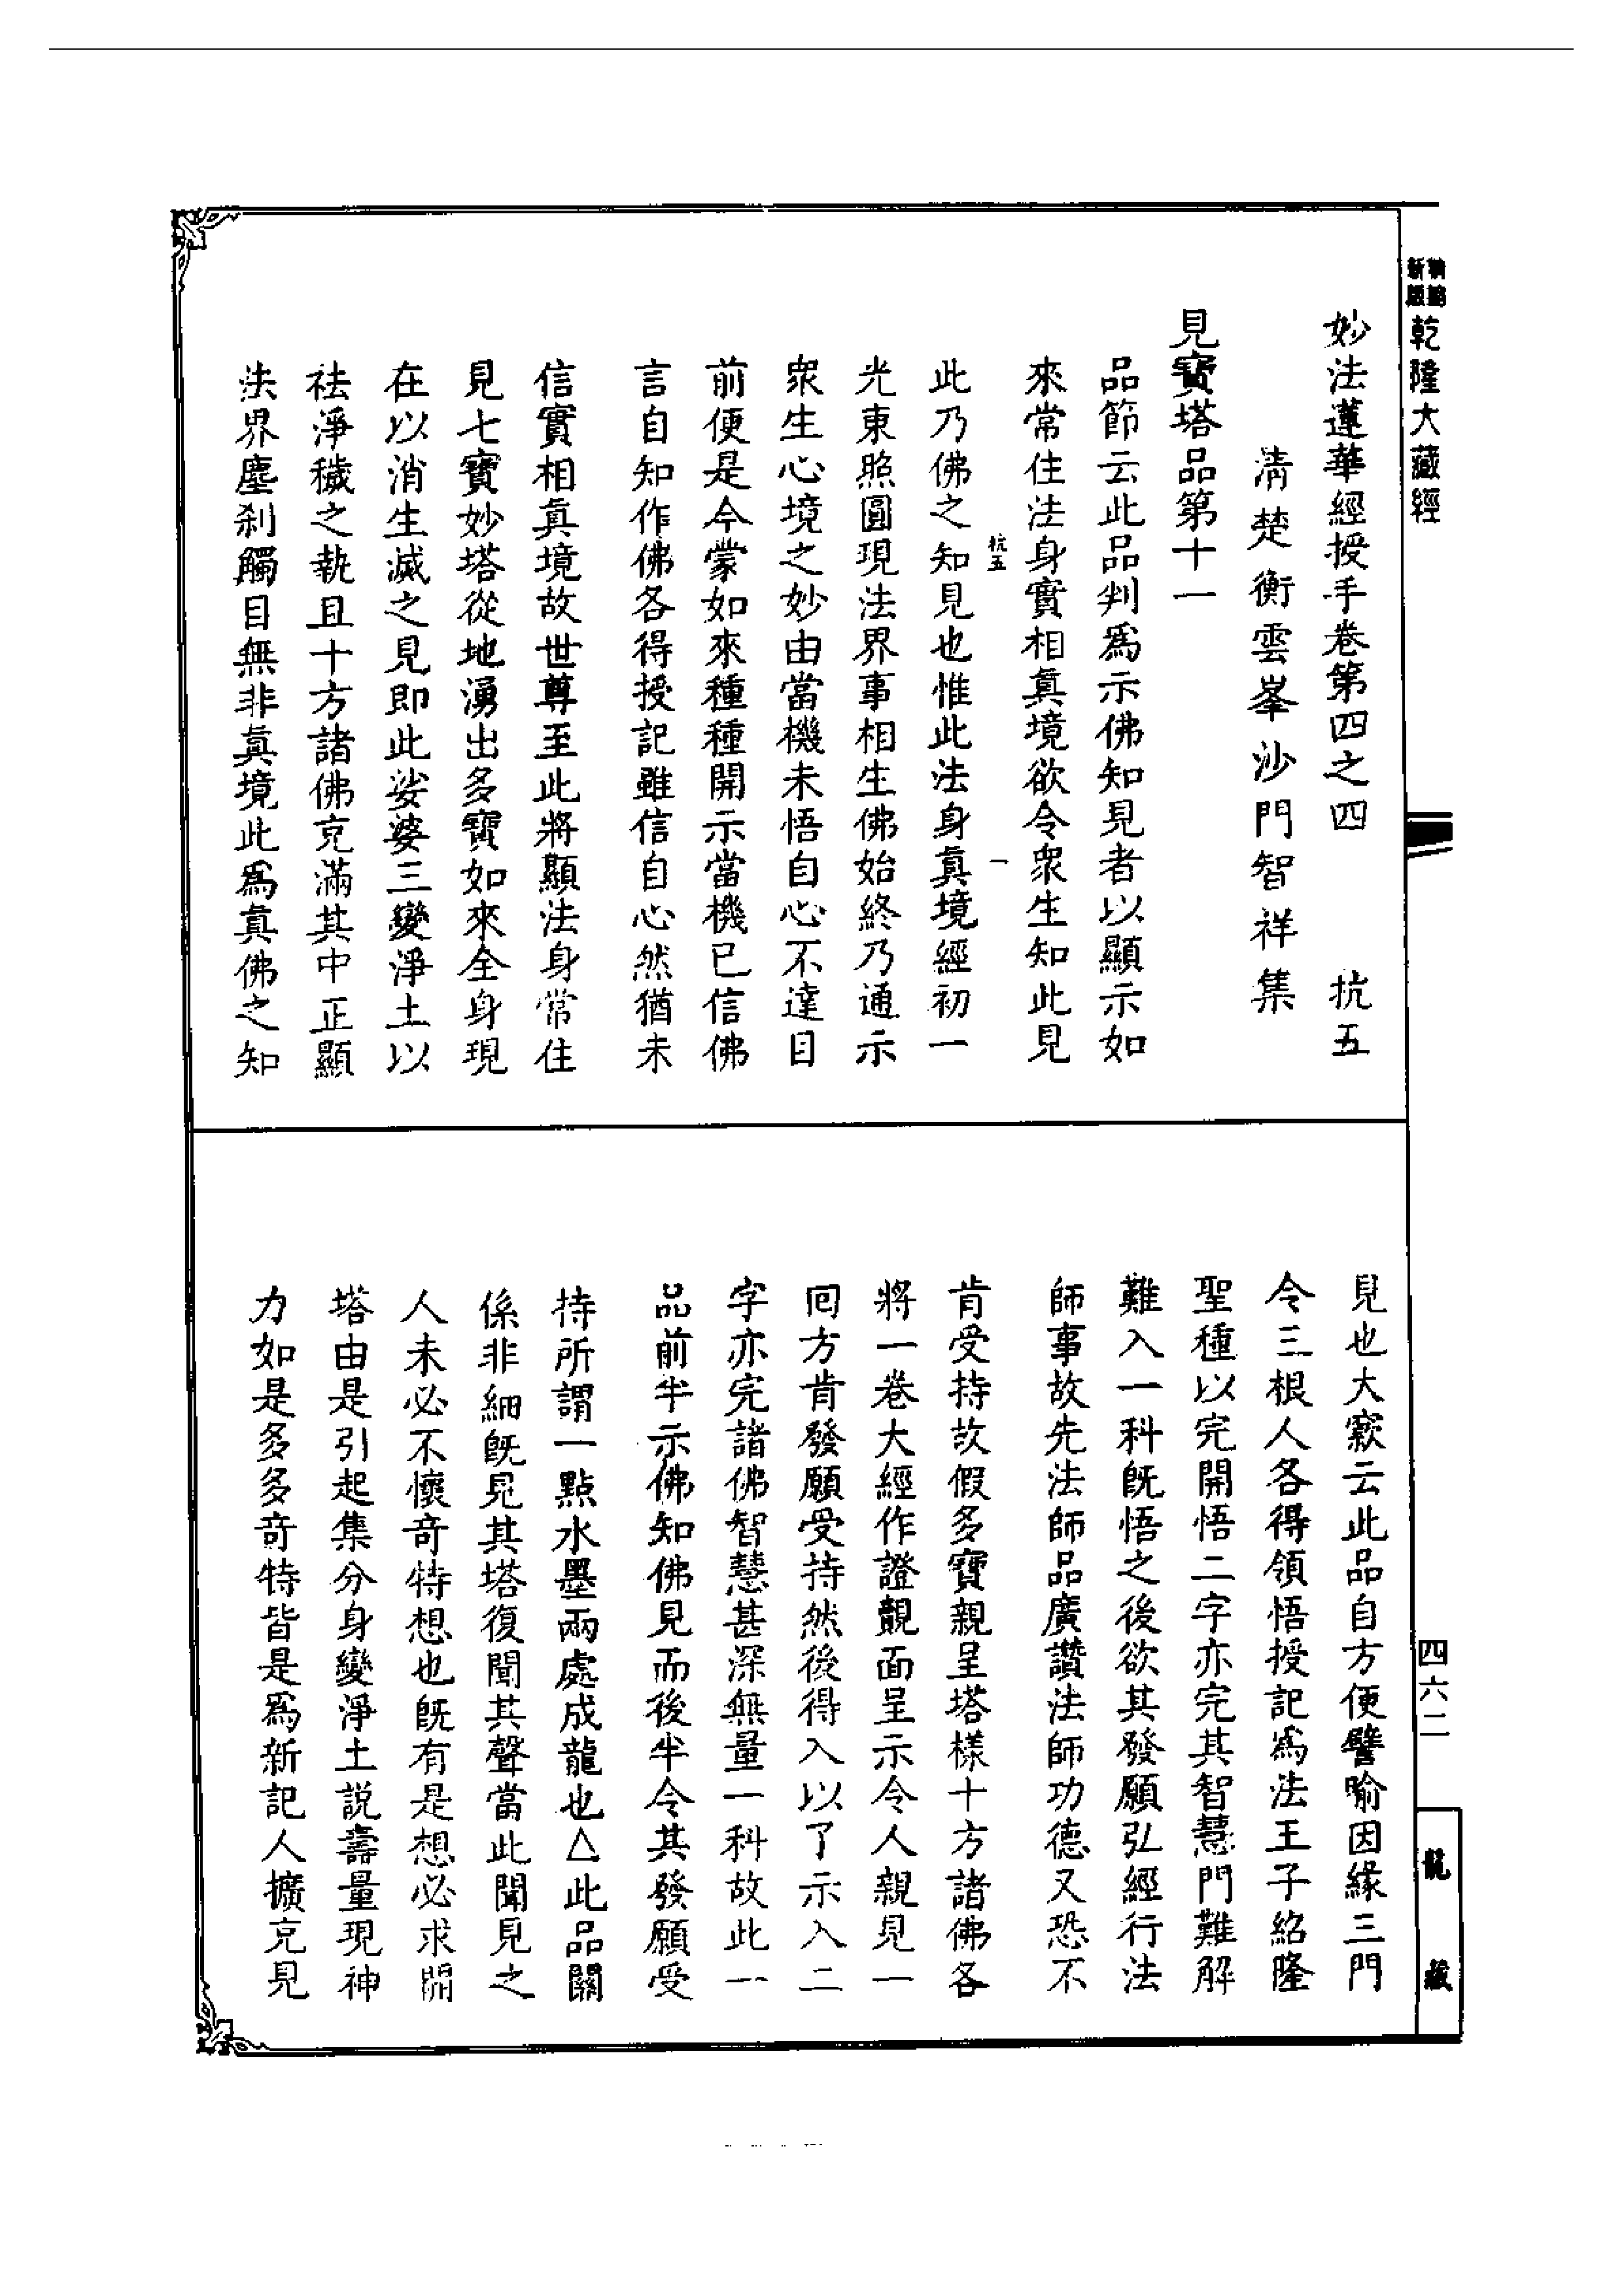 新編
新版
乾隆大藏經
妙法蓮華經授手卷第四之四　抗五
清楚衡雲峯沙門智祥集
見寶塔品第十一
品節云此品判爲示佛知見者以顯示如
來常住法身實相眞境欲令衆生知此見
抗五　一
此乃佛之知見也惟此法身眞境經初一
光東照圓現法界事相生佛始終乃通示
衆生心境之妙由當機未悟自心不達目
前便是今蒙如來種種開示當機已信佛
言自知作佛各得授記雖信自心然猶未
信實相眞境故世尊至此將顯法身常住
見七寶妙塔從地湧出多寶如來全身現
在以消生滅之見即此娑婆三變淨土以
祛淨穢之執且十方諸佛充滿其中正顯
法界塵刹觸目無非眞境此爲眞佛之知
見也大窾云此品自方便譬喻因緣三門
令三根人各得領悟授記爲法王子紹隆
聖種以完開悟二字亦完其智慧門難解
難入一科旣悟之後欲其發願弘經行法
師事故先法師品廣讚法師功德又恐不
肯受持故假多寶親呈塔樣十方諸佛各
將一卷大經作證覿面呈示令人親見一
回方肯發願受持然後得入以了示入二
字亦完諸佛智慧甚深無量一科故此一
品前半示佛知佛見而後半令其發願受
持所謂一點水墨兩處成龍也△此品關
係非細旣見其塔復聞其聲當此聞見之
人未必不懷奇特想也旣有是想必求開
塔由是引起集分身變淨土說壽量現神
力如是多多奇特皆是爲新記人擴充見
四六二
龍藏